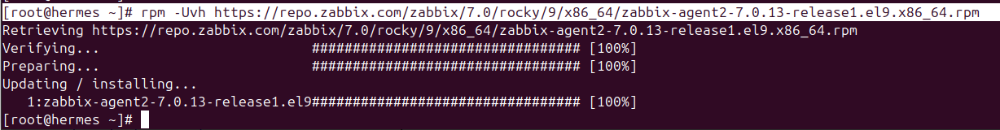 [root@hermes ~]# rpm -Uvh https://repo.zabbix.com/zabbix/7.0/rocky/9/x86_64/zabbix-agent2-7.0.13-release1.el9.x86_64.rpm
Retrieving https://repo.zabbix.com/zabbix/7.0/rocky/9/x86_64/zabbix-agent2-7.0.13-release1.el9.x86_64.rpm
Verifying...                          ################################# [100%]
Preparing...                          ################################# [100%]
Updating / installing...
   1:zabbix-agent2-7.0.13-release1.el9################################# [100%]
[root@hermes ~]#